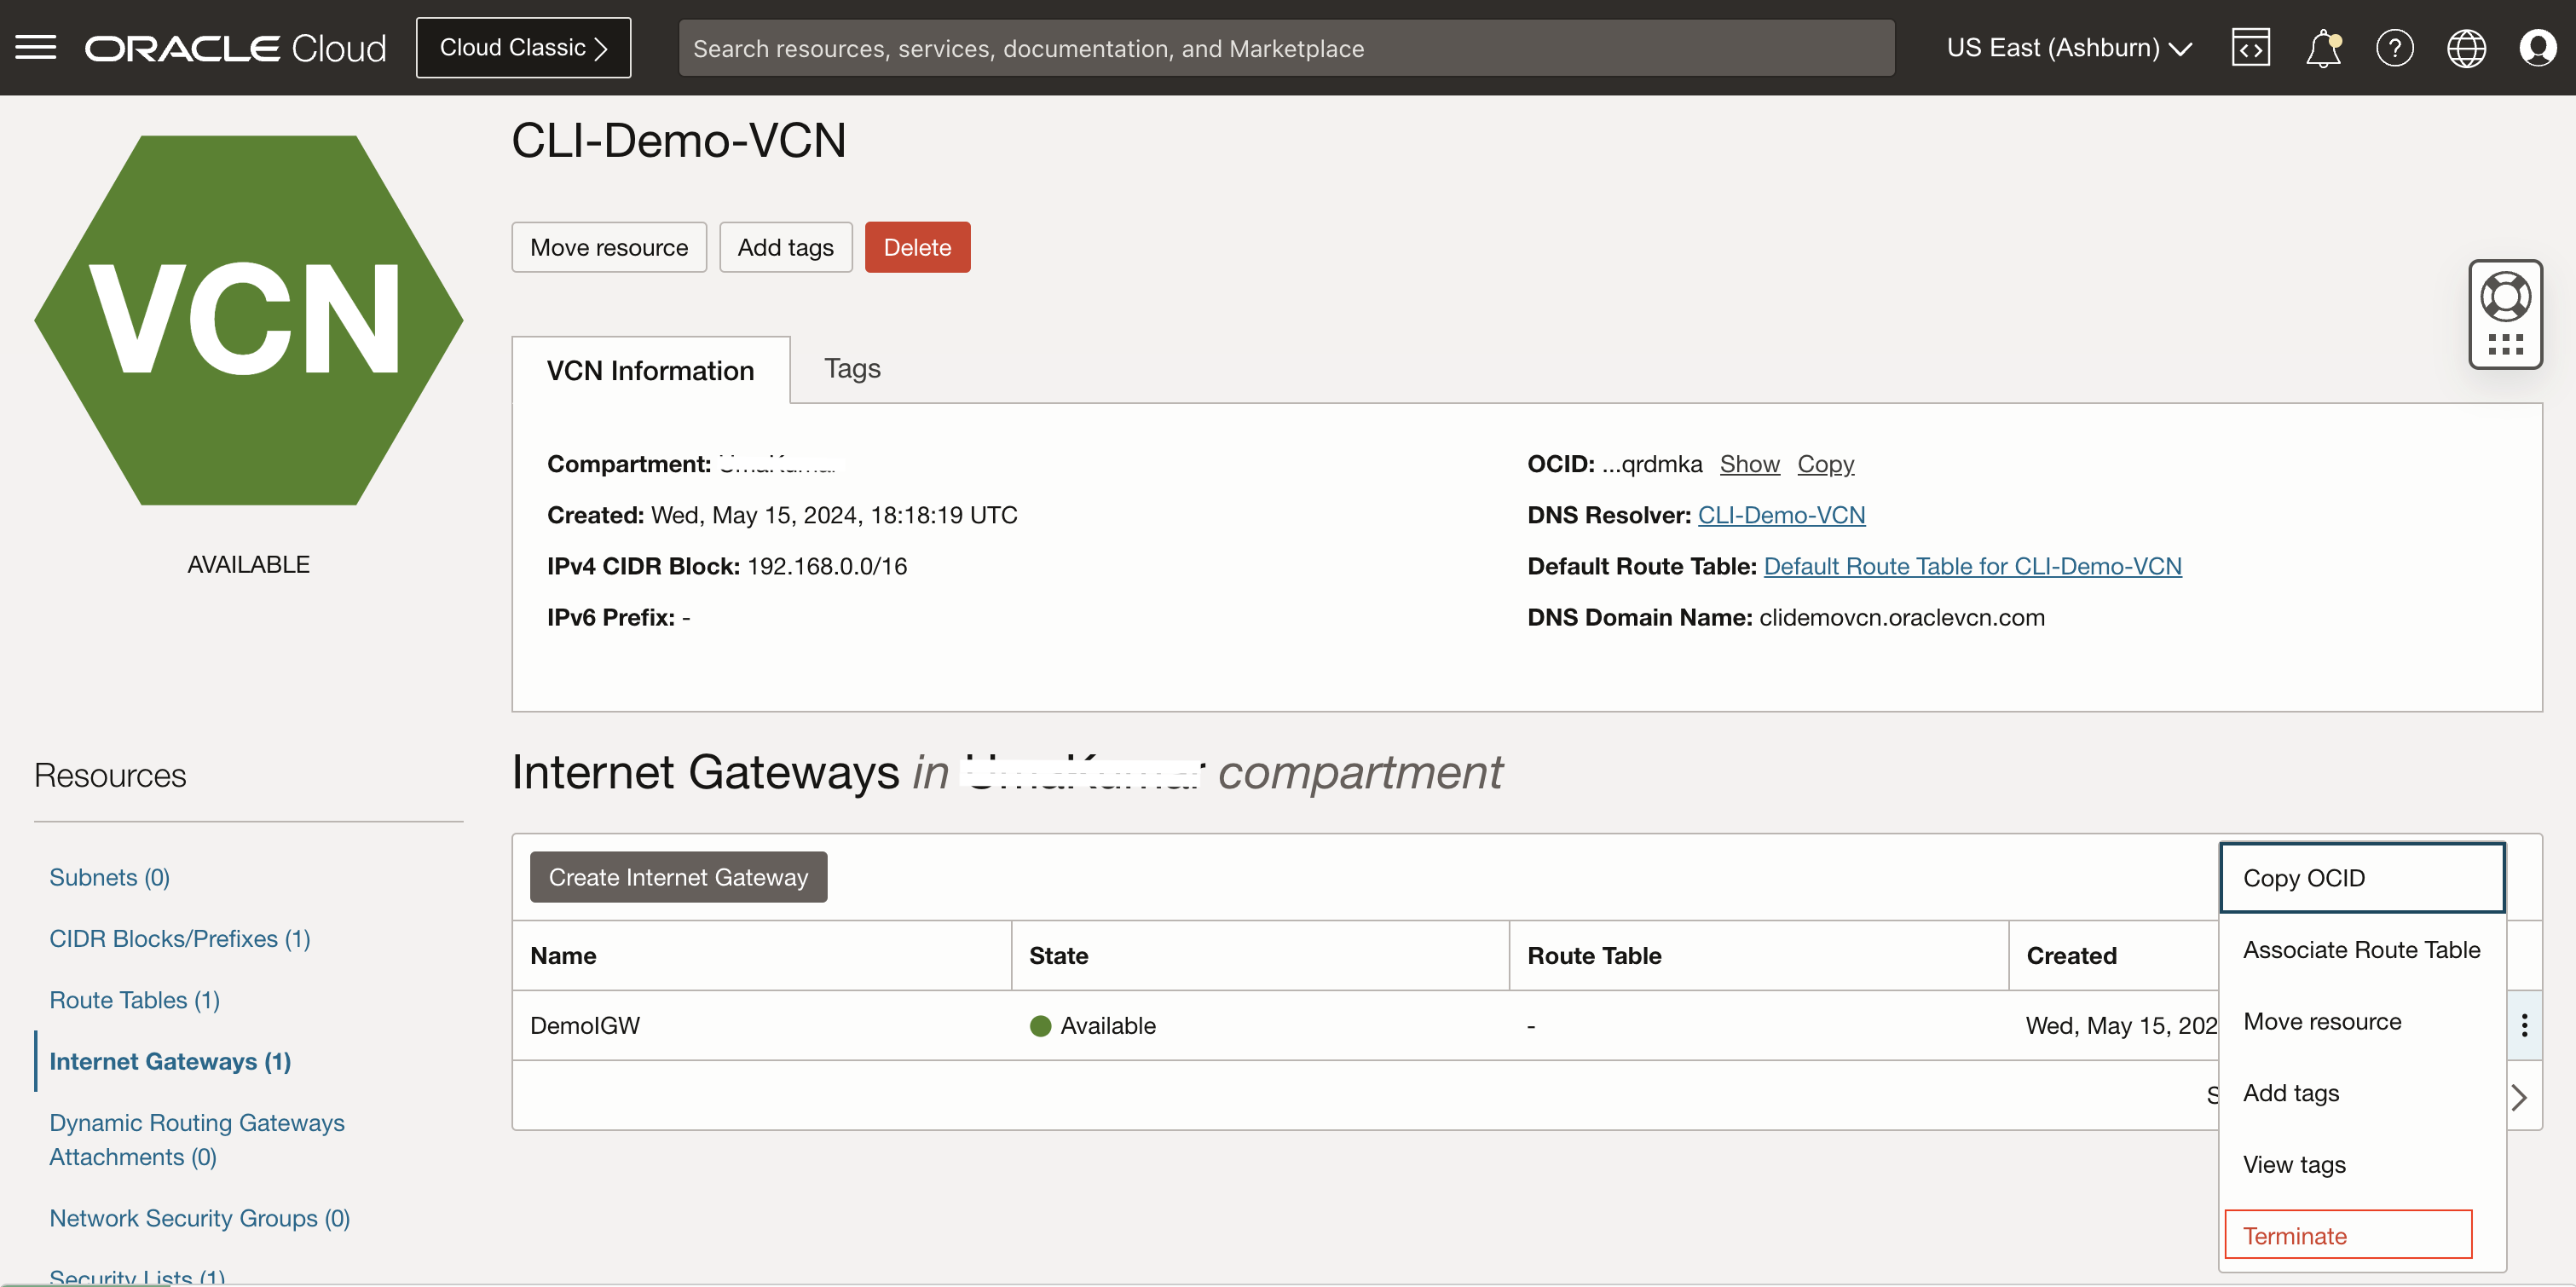 ORACLE Cloud
Cloud Classic
Search resources, services, documentation, and Marketplace
US East (Ashburn)
VCN
AVAILABLE
CLI-Demo-VCN
Move resource
Add tags
Delete
VCN Information
Tags
Compartment:
Created: Wed, May 15, 2024, 18:18:19 UTC
IPv4 CIDR Block: 192.168.0.0/16
IPv6 Prefix: -
OCID: ...qrdmka Show Copy
DNS Resolver: CLI-Demo-VCN
Default Route Table: Default Route Table for CLI-Demo-VCN
DNS Domain Name: clidemovcn.oraclevcn.com
Resources
Subnets (0)
CIDR Blocks/Prefixes (1)
Route Tables (1)
Internet Gateways (1)
Dynamic Routing Gateways
Attachments (0)
Network Security Groups (0)
Security Lists (1)
Internet Gateways in compartment
Create Internet Gateway
Name State Route Table Created
DemoIGW Available - Wed, May 15, 202
Copy OCID
Associate Route Table
Move resource
Add tags
View tags
Terminate